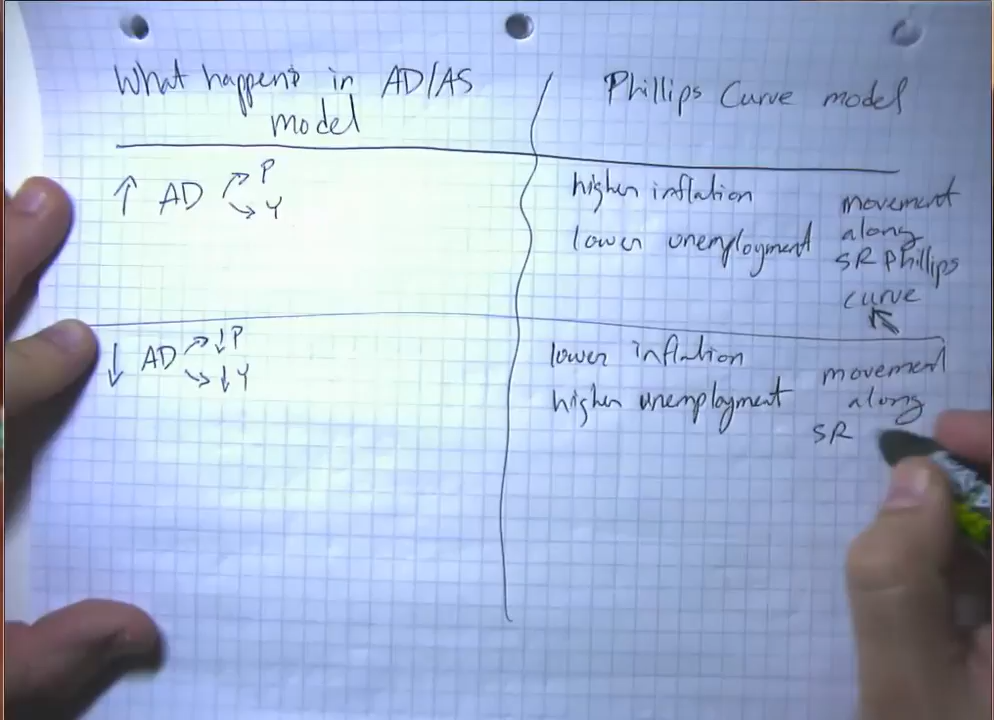 What happens in AD/AS
model
Phillips Curve model
↑ AD ↗ P
↘ Y
higher inflation
lower unemployment
movement
along
SR Phillips
curve
↖
↓ AD ↗ ↓ P
↘ ↓ Y
lower inflation
higher unemployment
movement
along
SR